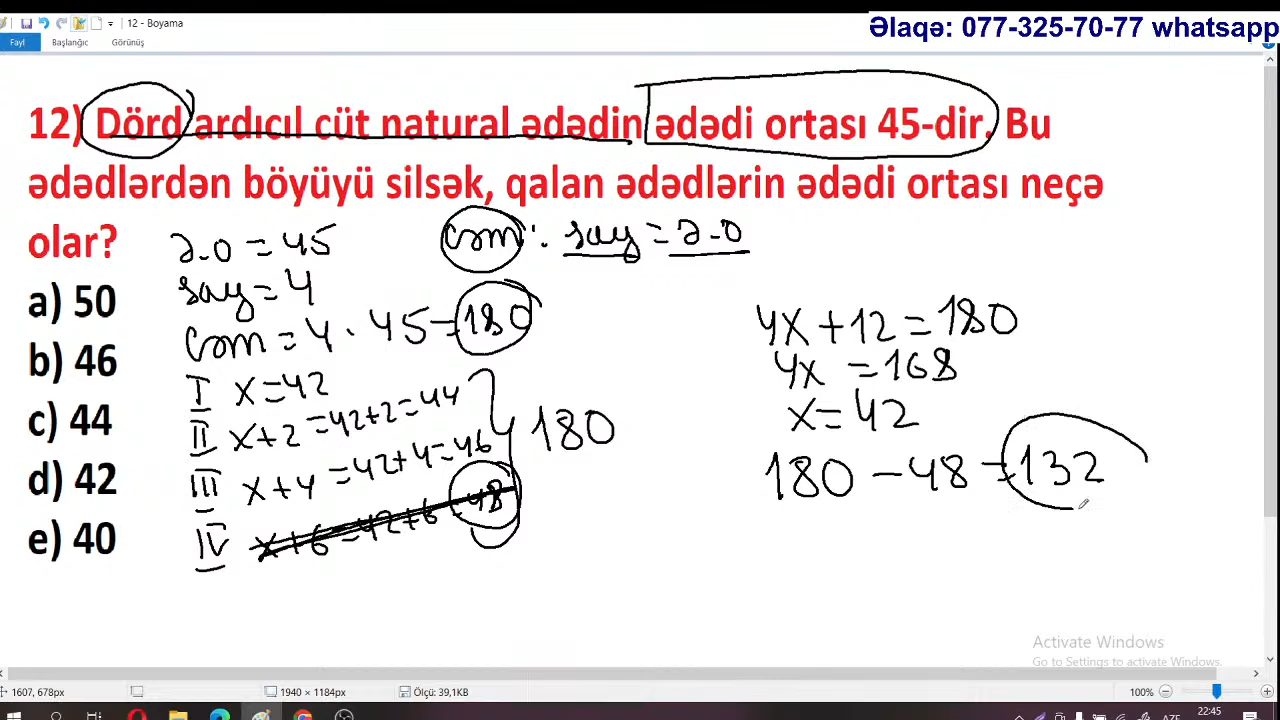 12 - Boyama
Əlaqə: 077-325-70-77 whatsapp
Fayl Başlanğıc Görünüş
12) Dörd ardıcıl cüt natural ədədin ədədi ortası 45-dir. Bu
ədədlərdən böyüyü silsək, qalan ədədlərin ədədi ortası neçə
olar?
a) 50
b) 46
c) 44
d) 42
e) 40
Ə.O = 45
say = 4
Cəm = 4 · 45 = 180
I x = 42
II x+2 = 42+2 = 44
III x+4 = 42+4 = 46
IV x+6 = 42+6 = 48
180
Cəm : say = Ə.O
4x + 12 = 180
4x = 168
x = 42
180 - 48 = 132
Activate Windows
Go to Settings to activate Windows.
1607, 678px 1940 × 1184px Ölçü: 39,1KB 100%
AZE 22:45